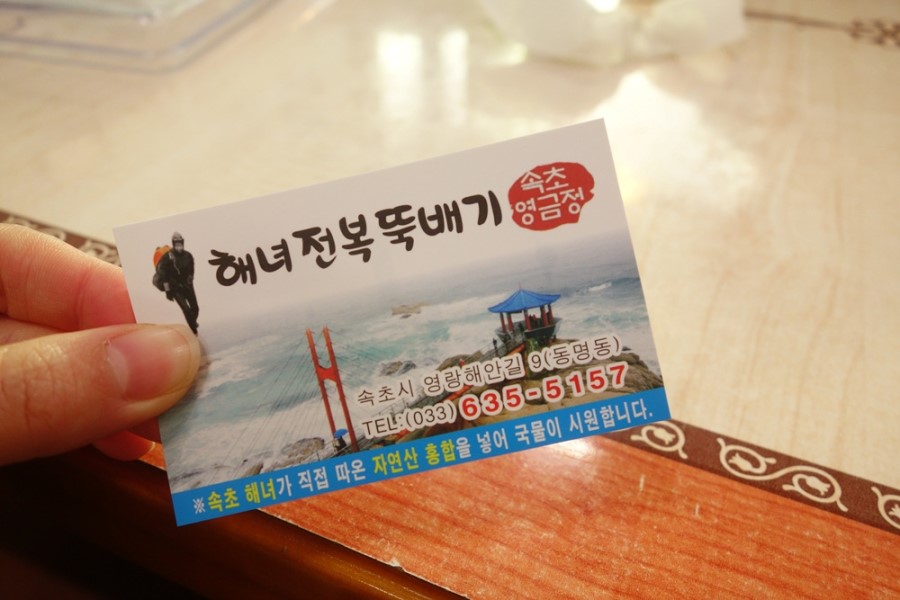 해녀전복뚝배기
속초
영금정
속초시 영랑해안길 9(동명동)
TEL:(033)635-5157
※속초 해녀가 직접 따온 자연산 홍합을 넣어 국물이 시원합니다.